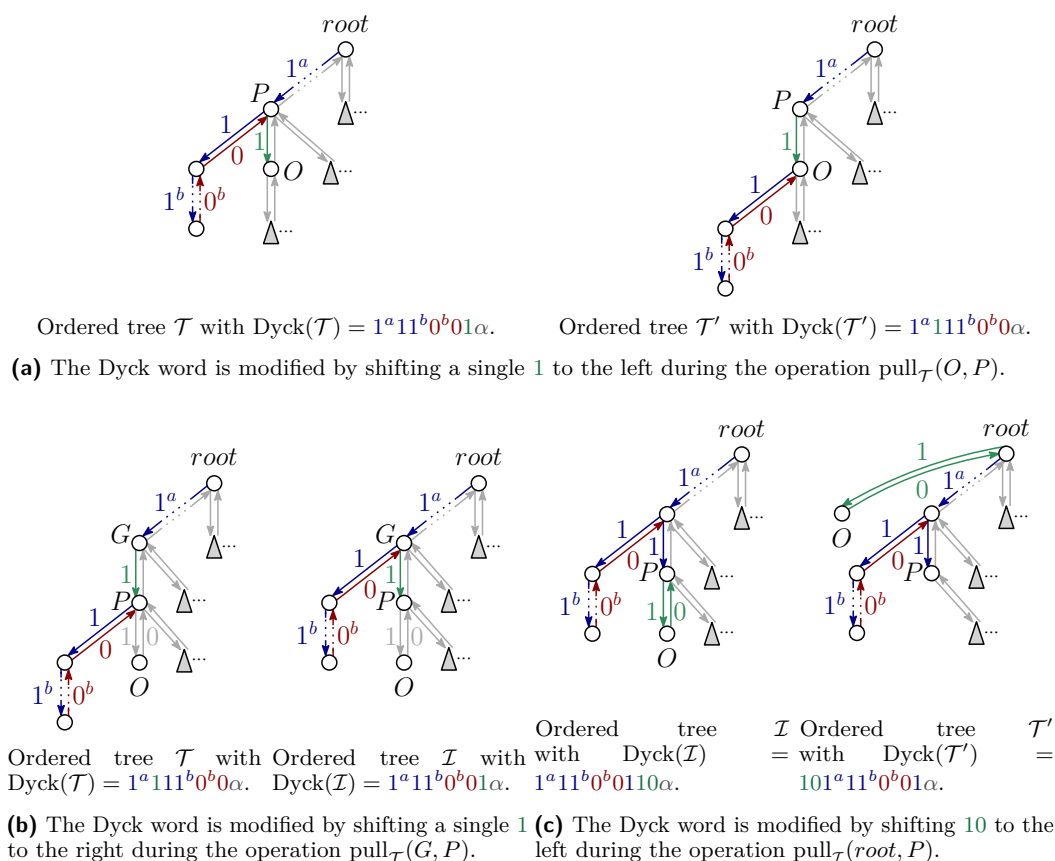 root root
1^a 1^a
P P
1 0 1 O 1
1^b 0^b ... ... 1 0 O ...
... 1^b 0^b ...
Ordered tree 𝒯 with Dyck(𝒯) = 1^a11^b0^b01α. Ordered tree 𝒯′ with Dyck(𝒯′) = 1^a111^b0^b0α.
(a) The Dyck word is modified by shifting a single 1 to the left during the operation pull_𝒯(O, P).
root root root root
1^a 1^a 1^a 1 0 1^a
G ... G ... ... O ...
1 1 0 1 1 0 1 1 0 1
P ... P ... P ... P ...
1 0 1 0 1^b 0^b 1 0 1^b 0^b 1 0 1^b 0^b
1^b 0^b O ... O ... O ... ...
Ordered tree 𝒯 with Dyck(𝒯) = 1^a111^b0^b0α.
Ordered tree ℐ with Dyck(ℐ) = 1^a11^b0^b01α.
Ordered tree ℐ with Dyck(ℐ) = 1^a11^b0^b0110α.
Ordered tree 𝒯′ with Dyck(𝒯′) = 101^a11^b0^b01α.
(b) The Dyck word is modified by shifting a single 1
to the right during the operation pull_𝒯(G, P).
(c) The Dyck word is modified by shifting 10 to the
left during the operation pull_𝒯(root, P).